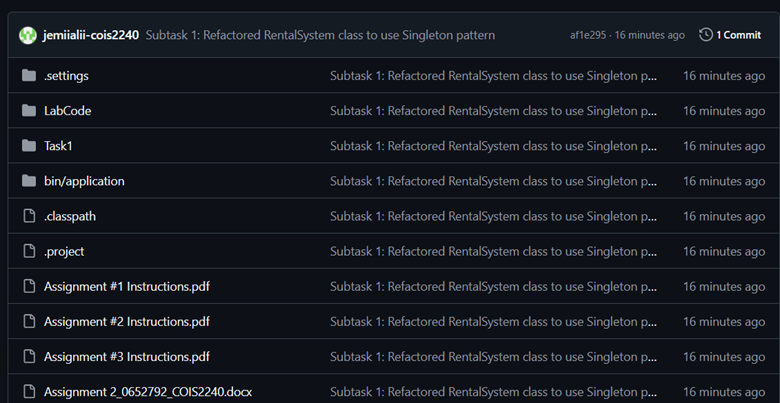 jemiialii-cois2240 Subtask 1: Refactored RentalSystem class to use Singleton pattern af1e295 · 16 minutes ago 1 Commit
.settings Subtask 1: Refactored RentalSystem class to use Singleton p... 16 minutes ago
LabCode Subtask 1: Refactored RentalSystem class to use Singleton p... 16 minutes ago
Task1 Subtask 1: Refactored RentalSystem class to use Singleton p... 16 minutes ago
bin/application Subtask 1: Refactored RentalSystem class to use Singleton p... 16 minutes ago
.classpath Subtask 1: Refactored RentalSystem class to use Singleton p... 16 minutes ago
.project Subtask 1: Refactored RentalSystem class to use Singleton p... 16 minutes ago
Assignment #1 Instructions.pdf Subtask 1: Refactored RentalSystem class to use Singleton p... 16 minutes ago
Assignment #2 Instructions.pdf Subtask 1: Refactored RentalSystem class to use Singleton p... 16 minutes ago
Assignment #3 Instructions.pdf Subtask 1: Refactored RentalSystem class to use Singleton p... 16 minutes ago
Assignment 2_0652792_COIS2240.docx Subtask 1: Refactored RentalSystem class to use Singleton p... 16 minutes ago